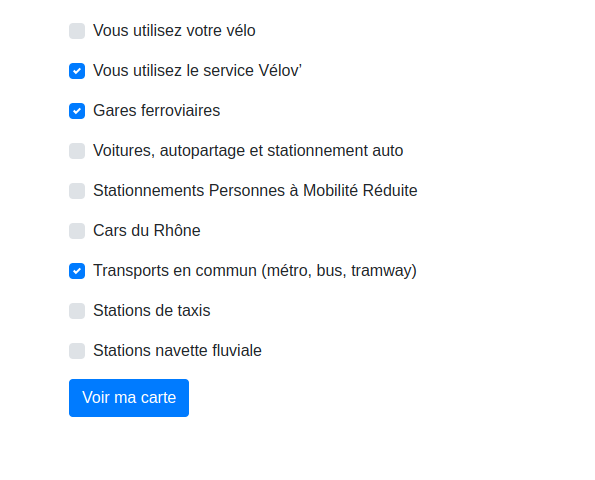 Vous utilisez votre vélo
Vous utilisez le service Vélov’
Gares ferroviaires
Voitures, autopartage et stationnement auto
Stationnements Personnes à Mobilité Réduite
Cars du Rhône
Transports en commun (métro, bus, tramway)
Stations de taxis
Stations navette fluviale
Voir ma carte